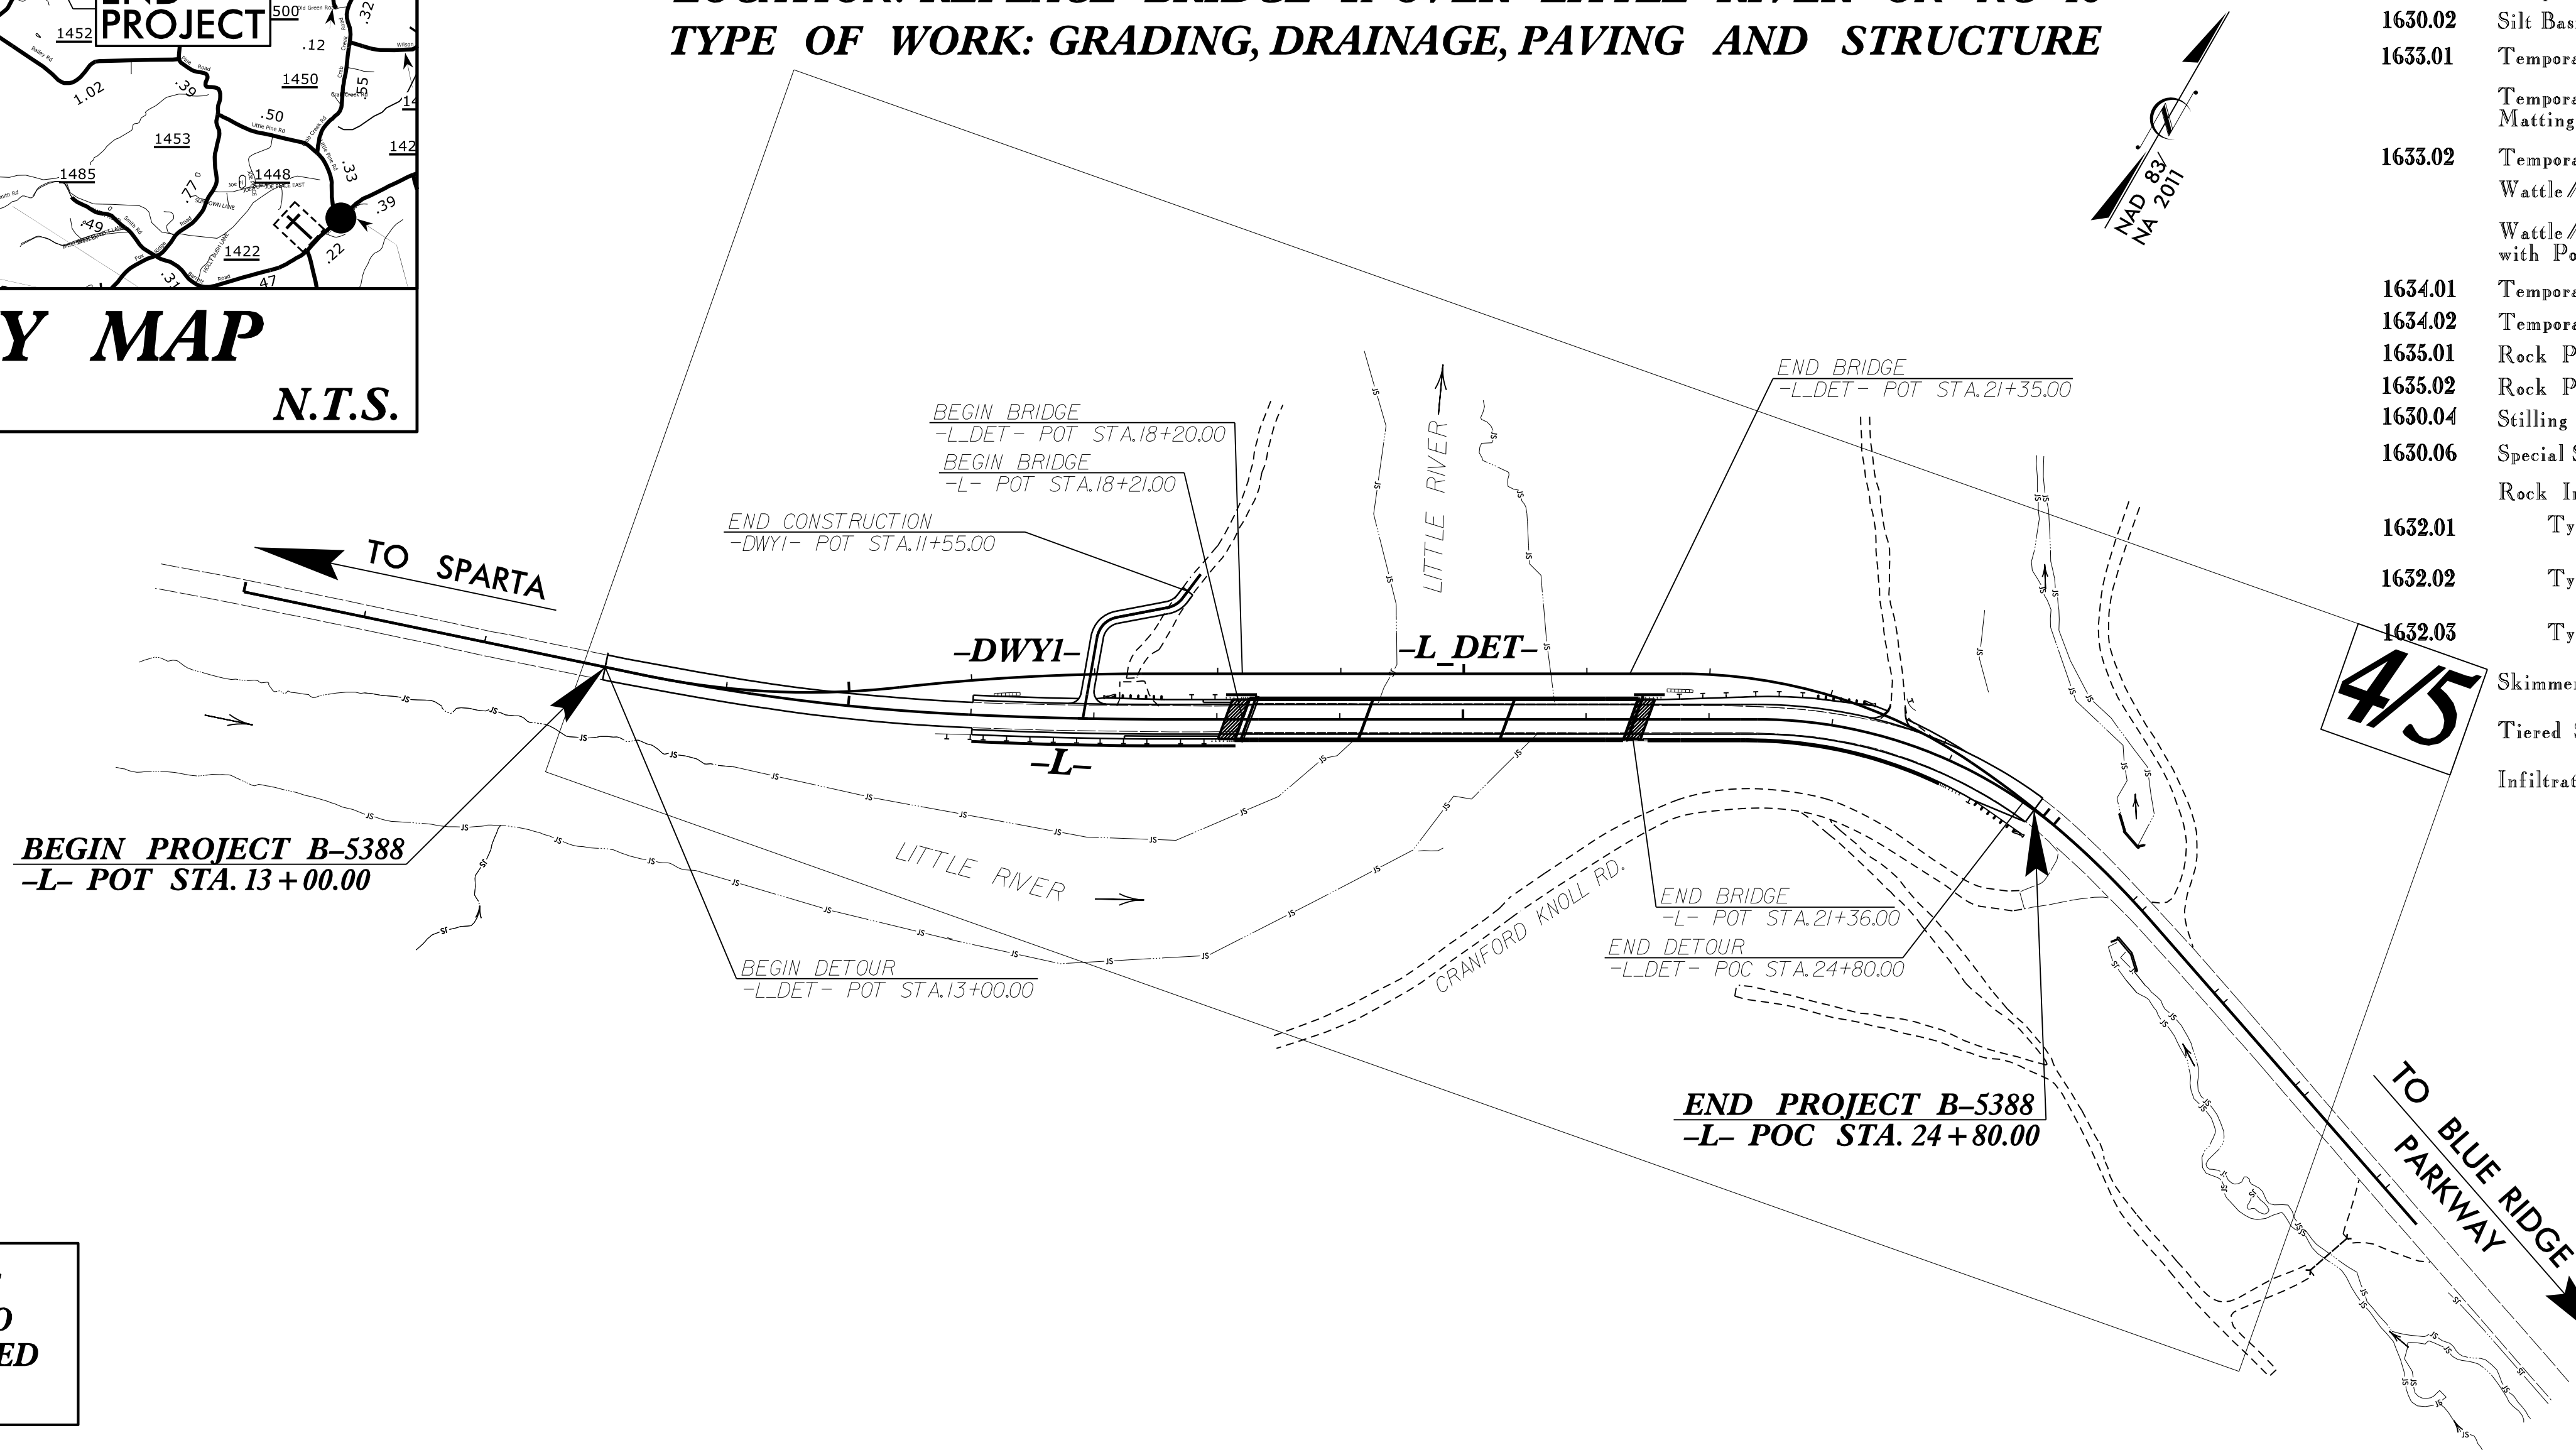 END
PROJECT
1452
500
.12
.32
1450
.55
1.02
.39
.50
Little Pine Rd
1453
142
.33
1485
1448
.77
.39
.49
1422
.22
.31
47
Y MAP
N.T.S.
TYPE OF WORK: GRADING, DRAINAGE, PAVING AND STRUCTURE
NAD 83/
NA 2011
1630.02 Silt Bas
1633.01 Tempora
Tempora
Matting
1633.02 Tempora
Wattle/
Wattle/
with Po
1634.01 Tempora
1634.02 Tempora
1635.01 Rock P
1635.02 Rock P
1630.04 Stilling
1630.06 Special S
Rock In
1632.01 Ty
1632.02 Ty
1632.03 Ty
Skimmer
Tiered S
Infiltrat
END BRIDGE
-L_DET- POT STA.21+35.00
BEGIN BRIDGE
-L_DET- POT STA.18+20.00
BEGIN BRIDGE
-L- POT STA.18+21.00
END CONSTRUCTION
-DWY1- POT STA.11+55.00
LITTLE RIVER
TO SPARTA
-DWY1-
-L_DET-
-L-
4/5
BEGIN PROJECT B-5388
-L- POT STA. 13+00.00
LITTLE RIVER
CRANFORD KNOLL RD.
BEGIN DETOUR
-L_DET- POT STA.13+00.00
END BRIDGE
-L- POT STA.21+36.00
END DETOUR
-L_DET- POC STA.24+80.00
END PROJECT B-5388
-L- POC STA. 24+80.00
TO BLUE RIDGE
PARKWAY
O
ED